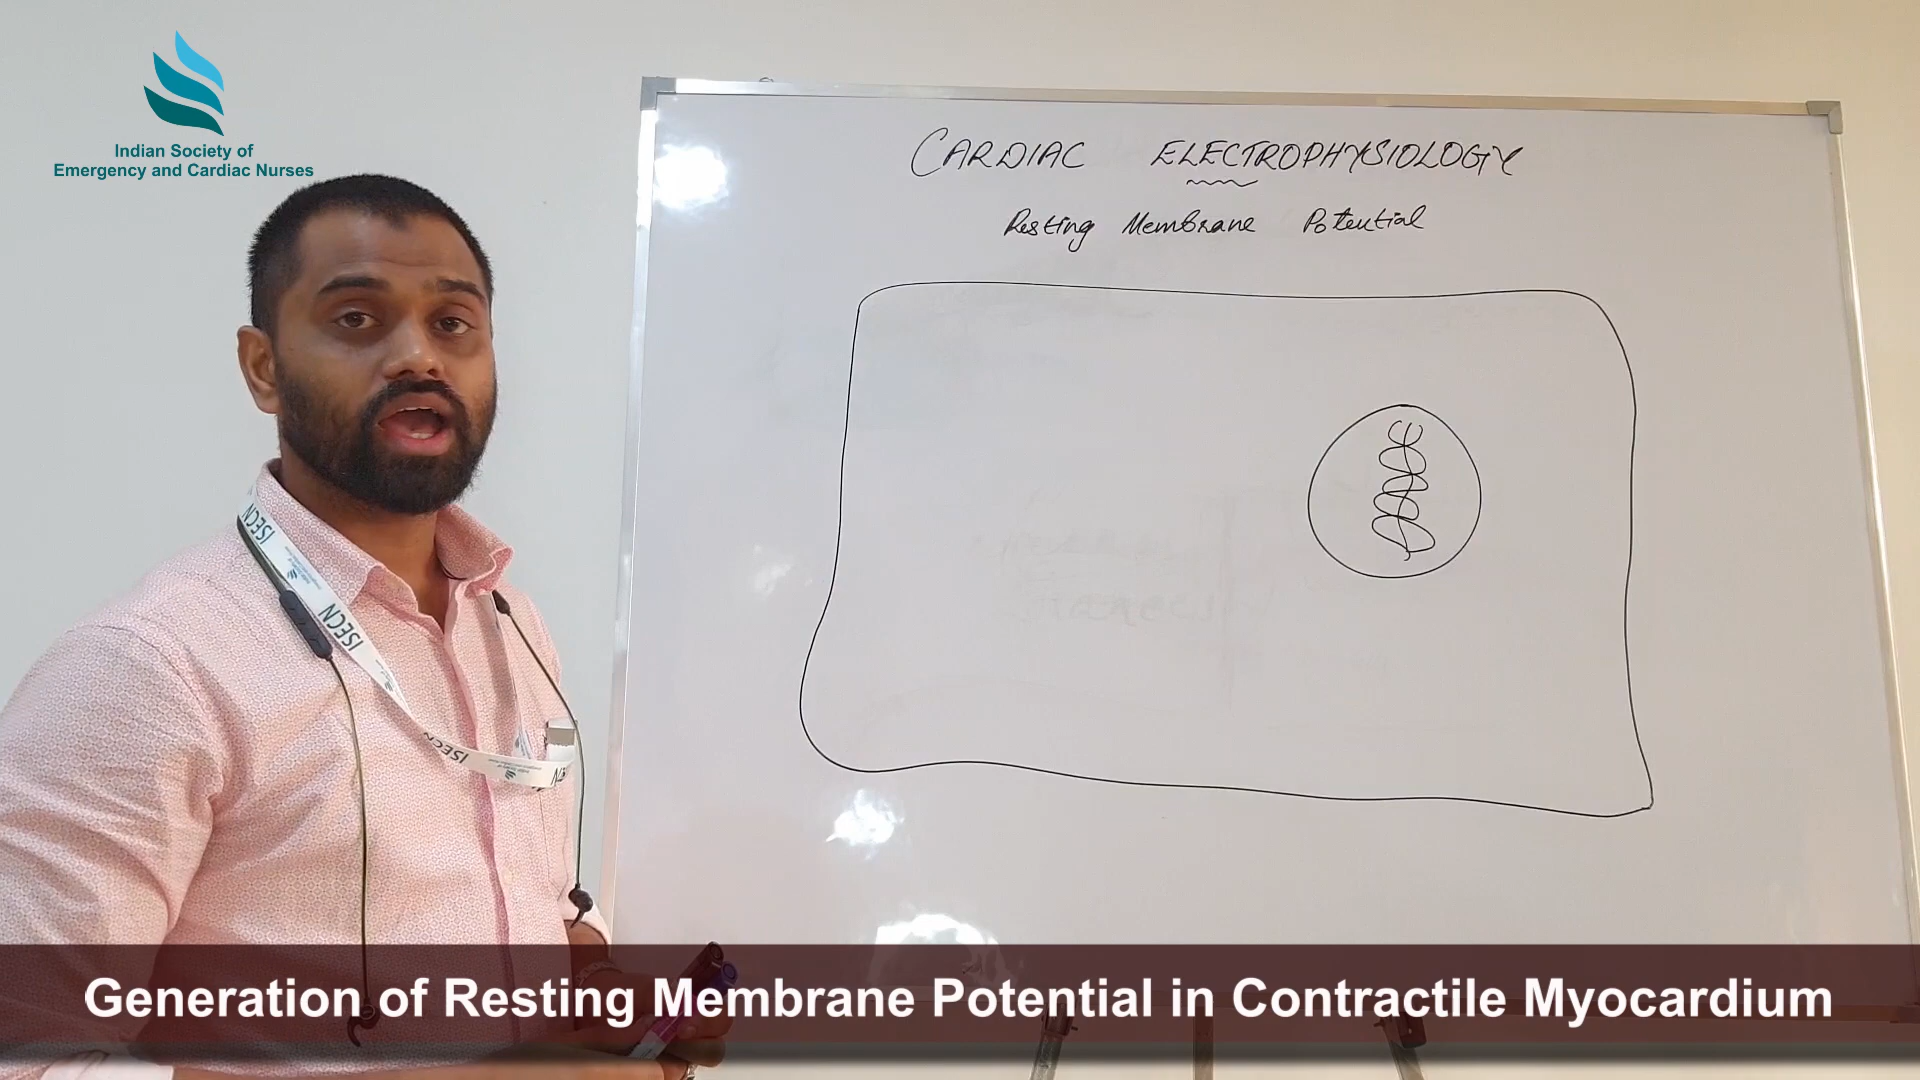 Indian Society of
Emergency and Cardiac Nurses
CARDIAC ELECTROPHYSIOLOGY
Resting Membrane Potential
ISECN
ISECN
ISECN
Generation of Resting Membrane Potential in Contractile Myocardium